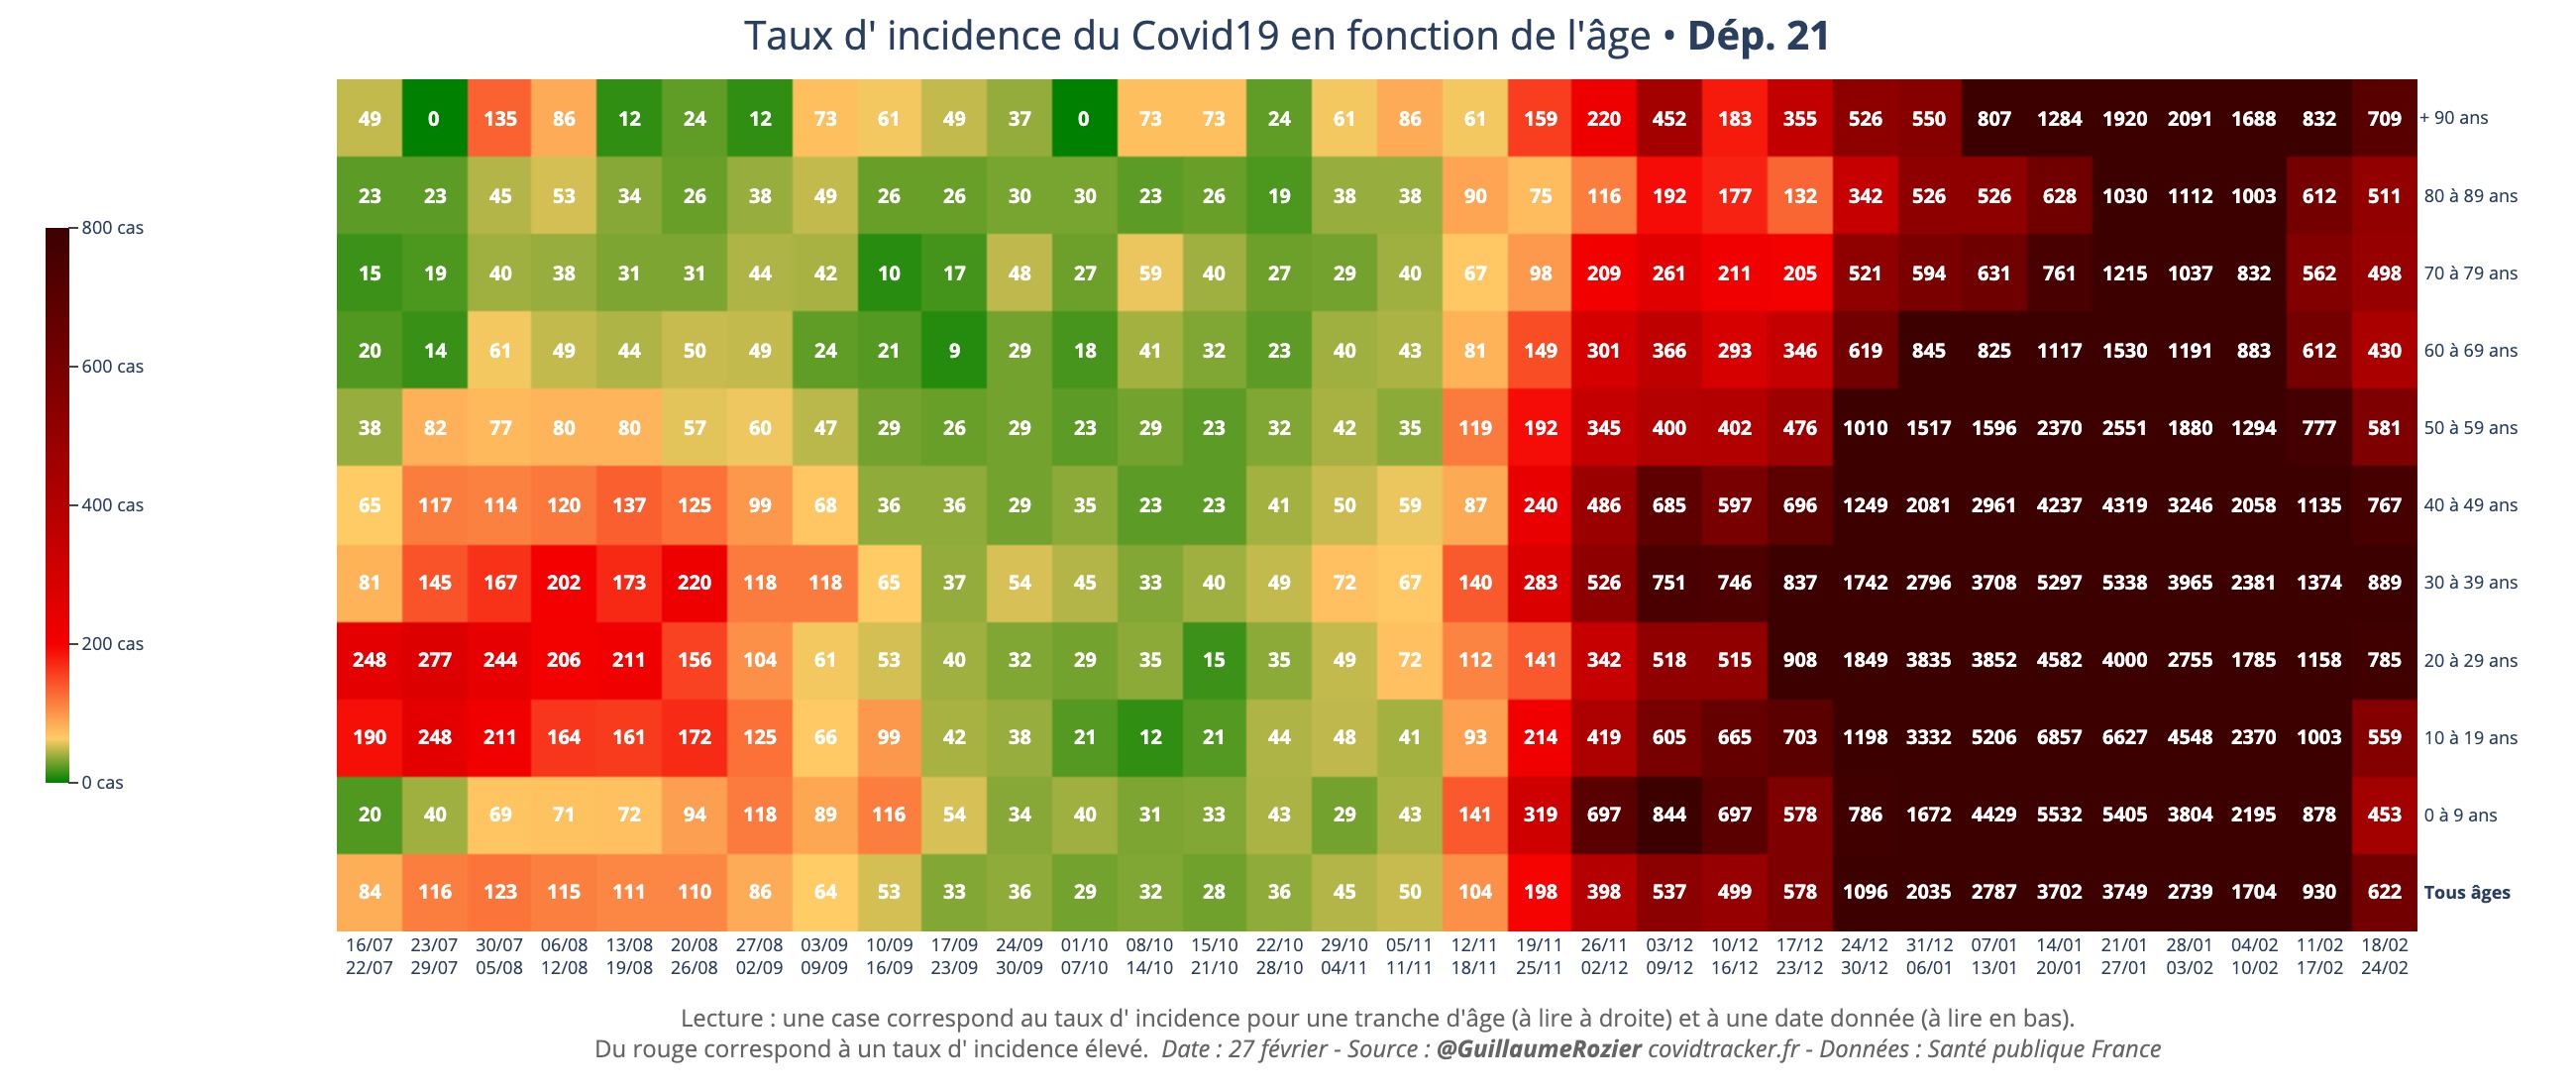 Taux d' incidence du Covid19 en fonction de l'âge • Dép. 21
800 cas
600 cas
400 cas
200 cas
0 cas
49 0 135 86 12 24 12 73 61 49 37 0 73 73 24 61 86 61 159 220 452 183 355 526 550 807 1284 1920 2091 1688 832 709 + 90 ans
23 23 45 53 34 26 38 49 26 26 30 30 23 26 19 38 38 90 75 116 192 177 132 342 526 526 628 1030 1112 1003 612 511 80 à 89 ans
15 19 40 38 31 31 44 42 10 17 48 27 59 40 27 29 40 67 98 209 261 211 205 521 594 631 761 1215 1037 832 562 498 70 à 79 ans
20 14 61 49 44 50 49 24 21 9 29 18 41 32 23 40 43 81 149 301 366 293 346 619 845 825 1117 1530 1191 883 612 430 60 à 69 ans
38 82 77 80 80 57 60 47 29 26 29 23 29 23 32 42 35 119 192 345 400 402 476 1010 1517 1596 2370 2551 1880 1294 777 581 50 à 59 ans
65 117 114 120 137 125 99 68 36 36 29 35 23 23 41 50 59 87 240 486 685 597 696 1249 2081 2961 4237 4319 3246 2058 1135 767 40 à 49 ans
81 145 167 202 173 220 118 118 65 37 54 45 33 40 49 72 67 140 283 526 751 746 837 1742 2796 3708 5297 5338 3965 2381 1374 889 30 à 39 ans
248 277 244 206 211 156 104 61 53 40 32 29 35 15 35 49 72 112 141 342 518 515 908 1849 3835 3852 4582 4000 2755 1785 1158 785 20 à 29 ans
190 248 211 164 161 172 125 66 99 42 38 21 12 21 44 48 41 93 214 419 605 665 703 1198 3332 5206 6857 6627 4548 2370 1003 559 10 à 19 ans
20 40 69 71 72 94 118 89 116 54 34 40 31 33 43 29 43 141 319 697 844 697 578 786 1672 4429 5532 5405 3804 2195 878 453 0 à 9 ans
84 116 123 115 111 110 86 64 53 33 36 29 32 28 36 45 50 104 198 398 537 499 578 1096 2035 2787 3702 3749 2739 1704 930 622 Tous âges
16/07 23/07 30/07 06/08 13/08 20/08 27/08 03/09 10/09 17/09 24/09 01/10 08/10 15/10 22/10 29/10 05/11 12/11 19/11 26/11 03/12 10/12 17/12 24/12 31/12 07/01 14/01 21/01 28/01 04/02 11/02 18/02
22/07 29/07 05/08 12/08 19/08 26/08 02/09 09/09 16/09 23/09 30/09 07/10 14/10 21/10 28/10 04/11 11/11 18/11 25/11 02/12 09/12 16/12 23/12 30/12 06/01 13/01 20/01 27/01 03/02 10/02 17/02 24/02
Lecture : une case correspond au taux d' incidence pour une tranche d'âge (à lire à droite) et à une date donnée (à lire en bas).
Du rouge correspond à un taux d' incidence élevé. Date : 27 février - Source : @GuillaumeRozier covidtracker.fr - Données : Santé publique France